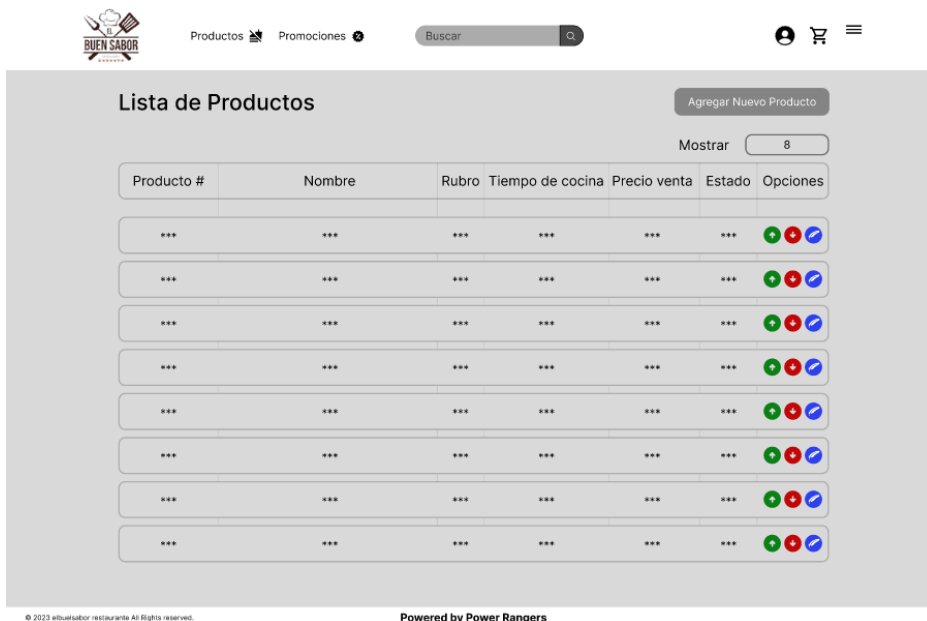 EL
BUEN SABOR
Productos Promociones Buscar
Lista de Productos Agregar Nuevo Producto
Mostrar 8
Producto # Nombre Rubro Tiempo de cocina Precio venta Estado Opciones
*** *** *** *** *** ***
*** *** *** *** *** ***
*** *** *** *** *** ***
*** *** *** *** *** ***
*** *** *** *** *** ***
*** *** *** *** *** ***
*** *** *** *** *** ***
*** *** *** *** *** ***
© 2023 elbuelsabor restaurante All Rights reserved. Powered by Power Rangers